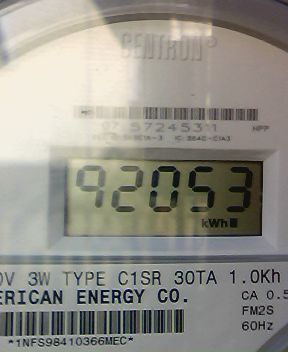 CENTRON®
57245311
92053
kWh
0V 3W TYPE C1SR 30TA 1.0Kh
ERICAN ENERGY CO.
CA 0.5
FM2S
60Hz
*1NFS98410366MEC*